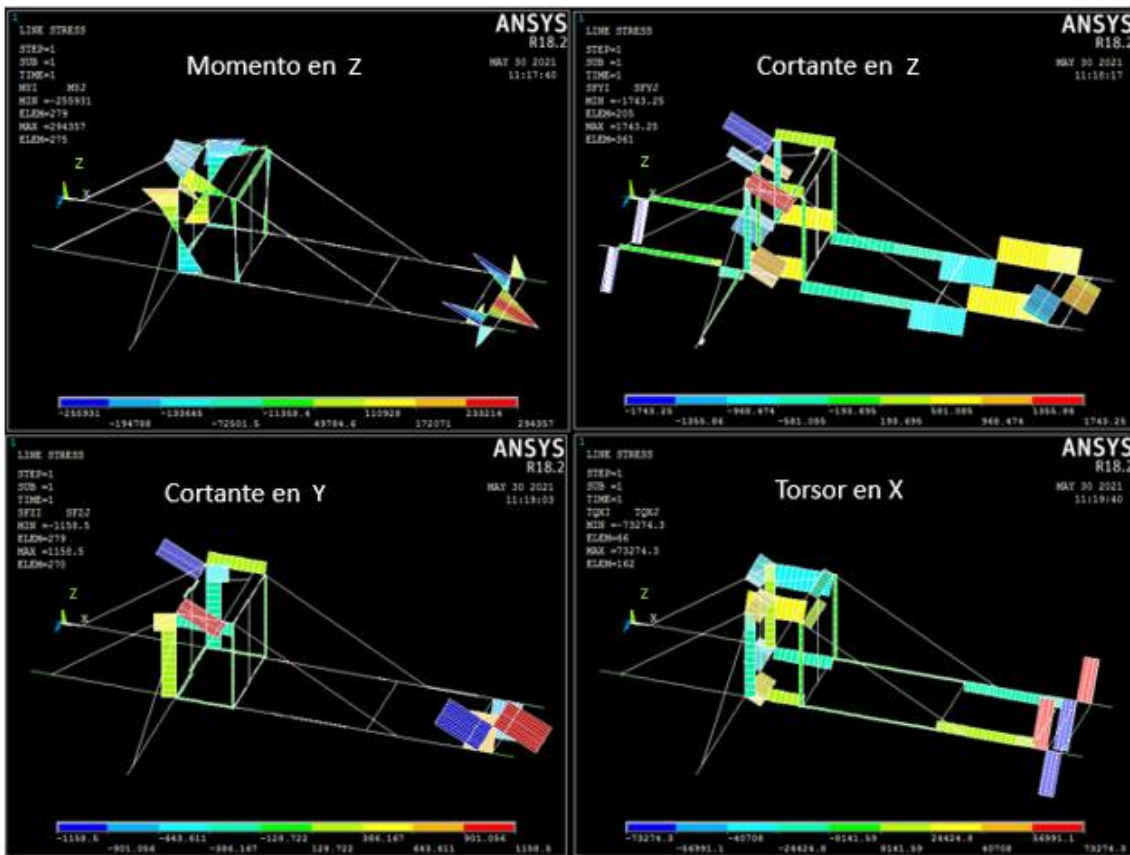 1
LINE STRESS
STEP=1
SUB =1
TIME=1
MYI MSJ
MIN =-255931
ELEM=279
MAX =294357
ELEM=275
ANSYS
R18.2
MAY 30 2021
11:17:40
Momento en Z
Z
X
-255931 -133645 -11358.4 110928 233214
-194788 -72501.5 49784.6 172071 294357
1
LINE STRESS
STEP=1
SUB =1
TIME=1
SFYI SFYJ
MIN =-1743.25
ELEM=205
MAX =1743.25
ELEM=361
ANSYS
R18.2
MAY 30 2021
11:18:17
Cortante en Z
Z
X
-1743.25 -968.474 -193.695 581.085 1355.86
-1355.86 -581.085 193.695 968.474 1743.25
1
LINE STRESS
STEP=1
SUB =1
TIME=1
SFZI SFZJ
MIN =-1158.5
ELEM=279
MAX =1158.5
ELEM=270
ANSYS
R18.2
MAY 30 2021
11:19:03
Cortante en Y
Z
X
-1158.5 -643.611 -128.722 386.167 901.056
-901.056 -386.167 128.722 643.611 1158.5
1
LINE STRESS
STEP=1
SUB =1
TIME=1
TQXI TQXJ
MIN =-73274.3
ELEM=66
MAX =73274.3
ELEM=162
ANSYS
R18.2
MAY 30 2021
11:19:40
Torsor en X
Z
X
-73274.3 -40708 -8141.59 24424.8 56991.1
-56991.1 -24424.8 8141.59 40708 73274.3